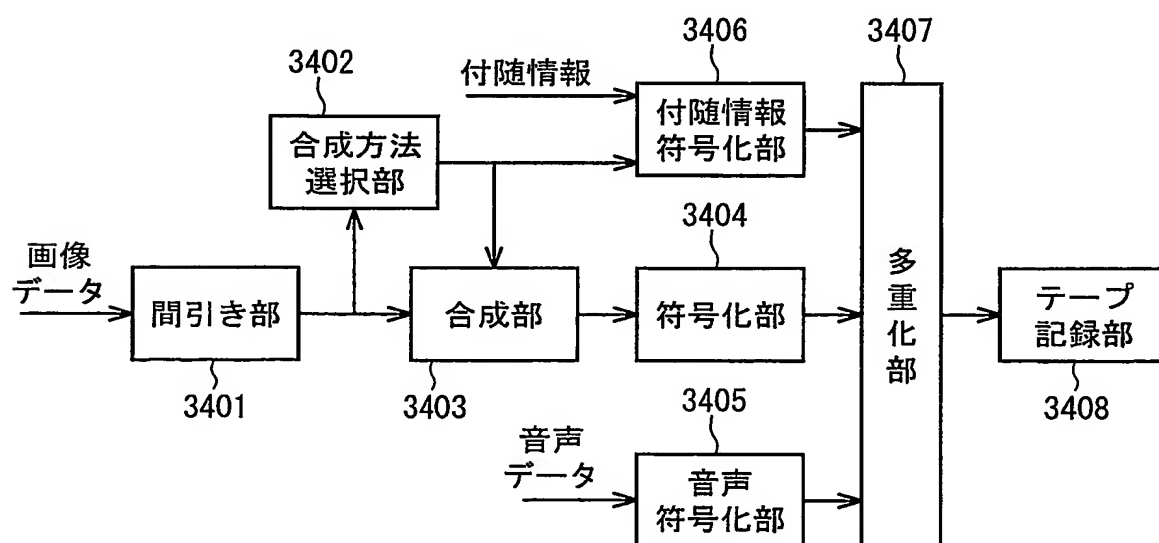 3406
3407
3402
付随情報
付随情報
符号化部
合成方法
選択部
3404
画像
データ
間引き部
合成部
符号化部
多重化部
テープ
記録部
3401
3403
3405
3408
音声
データ
音声
符号化部